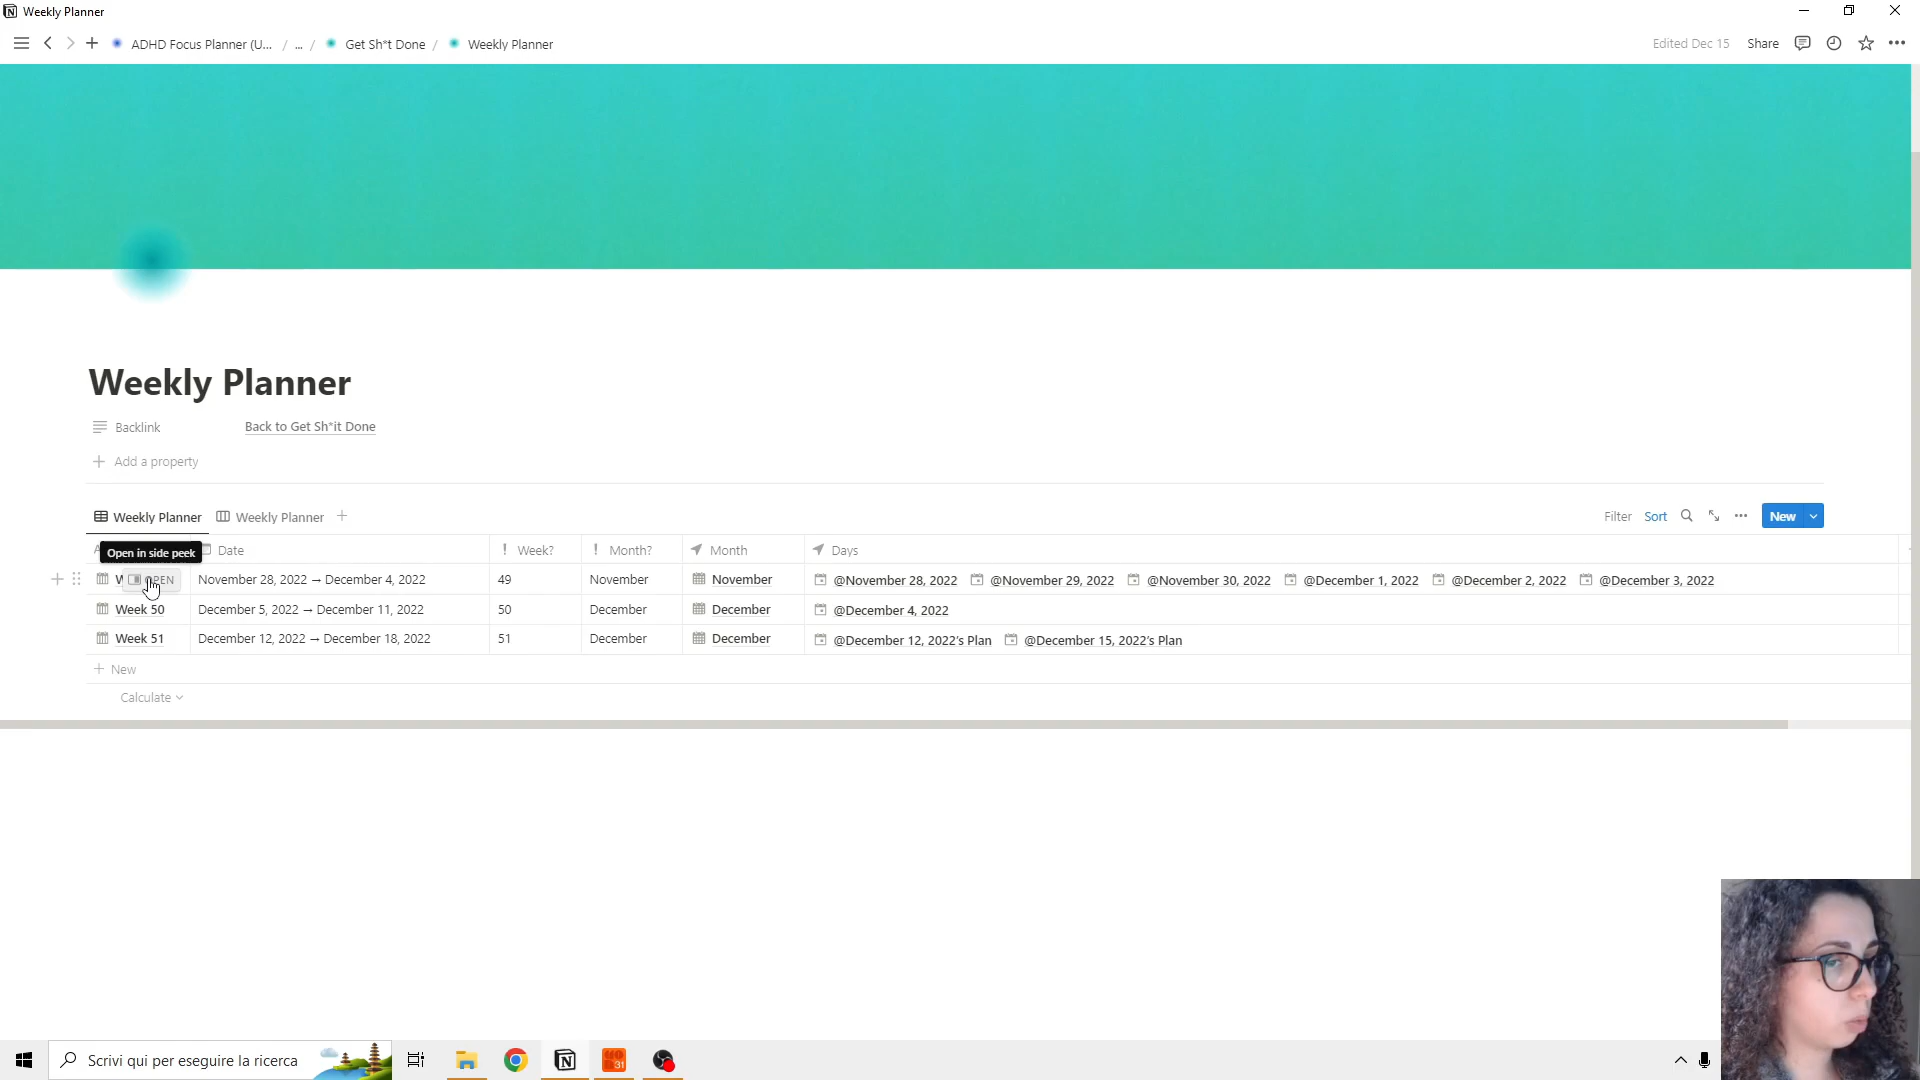 Weekly Planner
ADHD Focus Planner (U... / ... / Get Sh*t Done / Weekly Planner
Edited Dec 15 Share
Weekly Planner
Backlink Back to Get Sh*it Done
Add a property
Weekly Planner Weekly Planner
Filter Sort New
Open in side peek
Date Week? Month? Month Days
OPEN November 28, 2022 → December 4, 2022 49 November November @November 28, 2022 @November 29, 2022 @November 30, 2022 @December 1, 2022 @December 2, 2022 @December 3, 2022
Week 50 December 5, 2022 → December 11, 2022 50 December December @December 4, 2022
Week 51 December 12, 2022 → December 18, 2022 51 December December @December 12, 2022's Plan @December 15, 2022's Plan
New
Calculate
Scrivi qui per eseguire la ricerca
31